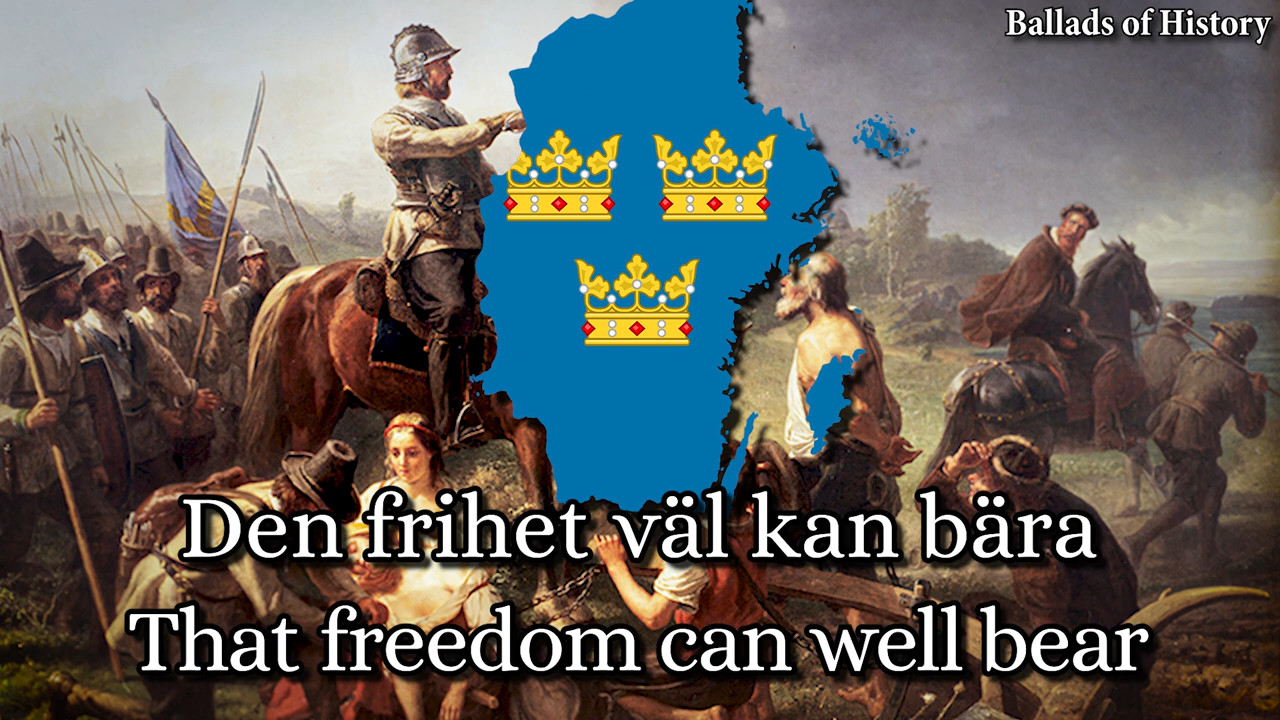 Ballads of History
Den frihet väl kan bära
That freedom can well bear